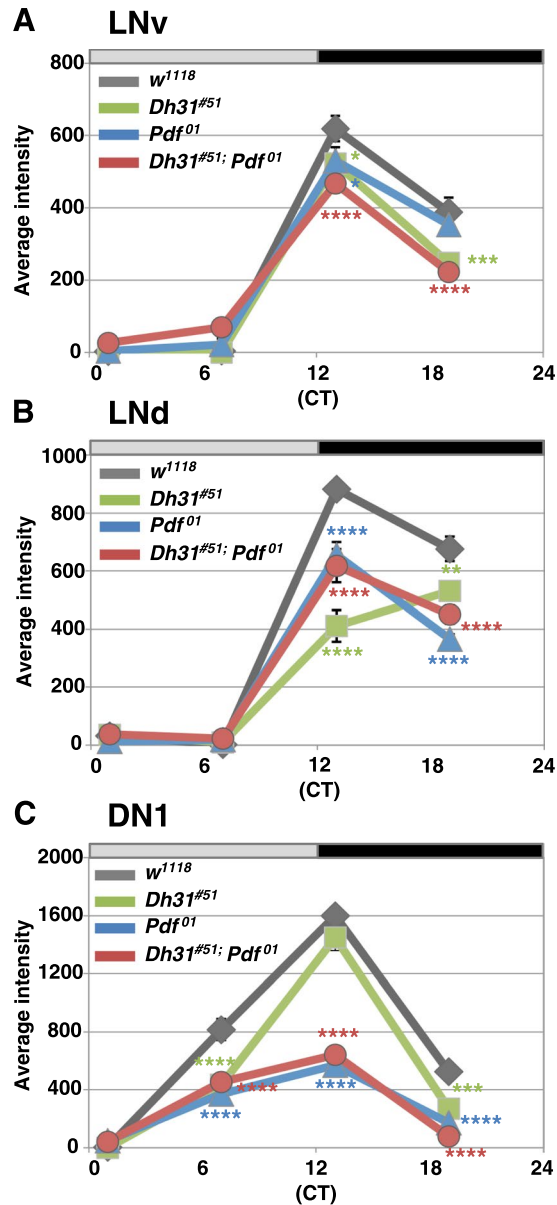 A LNv
800
w1118
Dh31#51
600
Pdf01
Dh31#51; Pdf01
*
*
400
****
***
200
****
0
0 6 12 18 24
(CT)
Average intensity
B LNd
1000
w1118
Dh31#51
800
Pdf01
****
Dh31#51; Pdf01
600
**
****
****
400
****
****
200
0
0 6 12 18 24
(CT)
Average intensity
C DN1
2000
w1118
Dh31#51
1600
Pdf01
Dh31#51; Pdf01
1200
800
****
****
****
****
***
400
****
****
****
0
0 6 12 18 24
(CT)
Average intensity